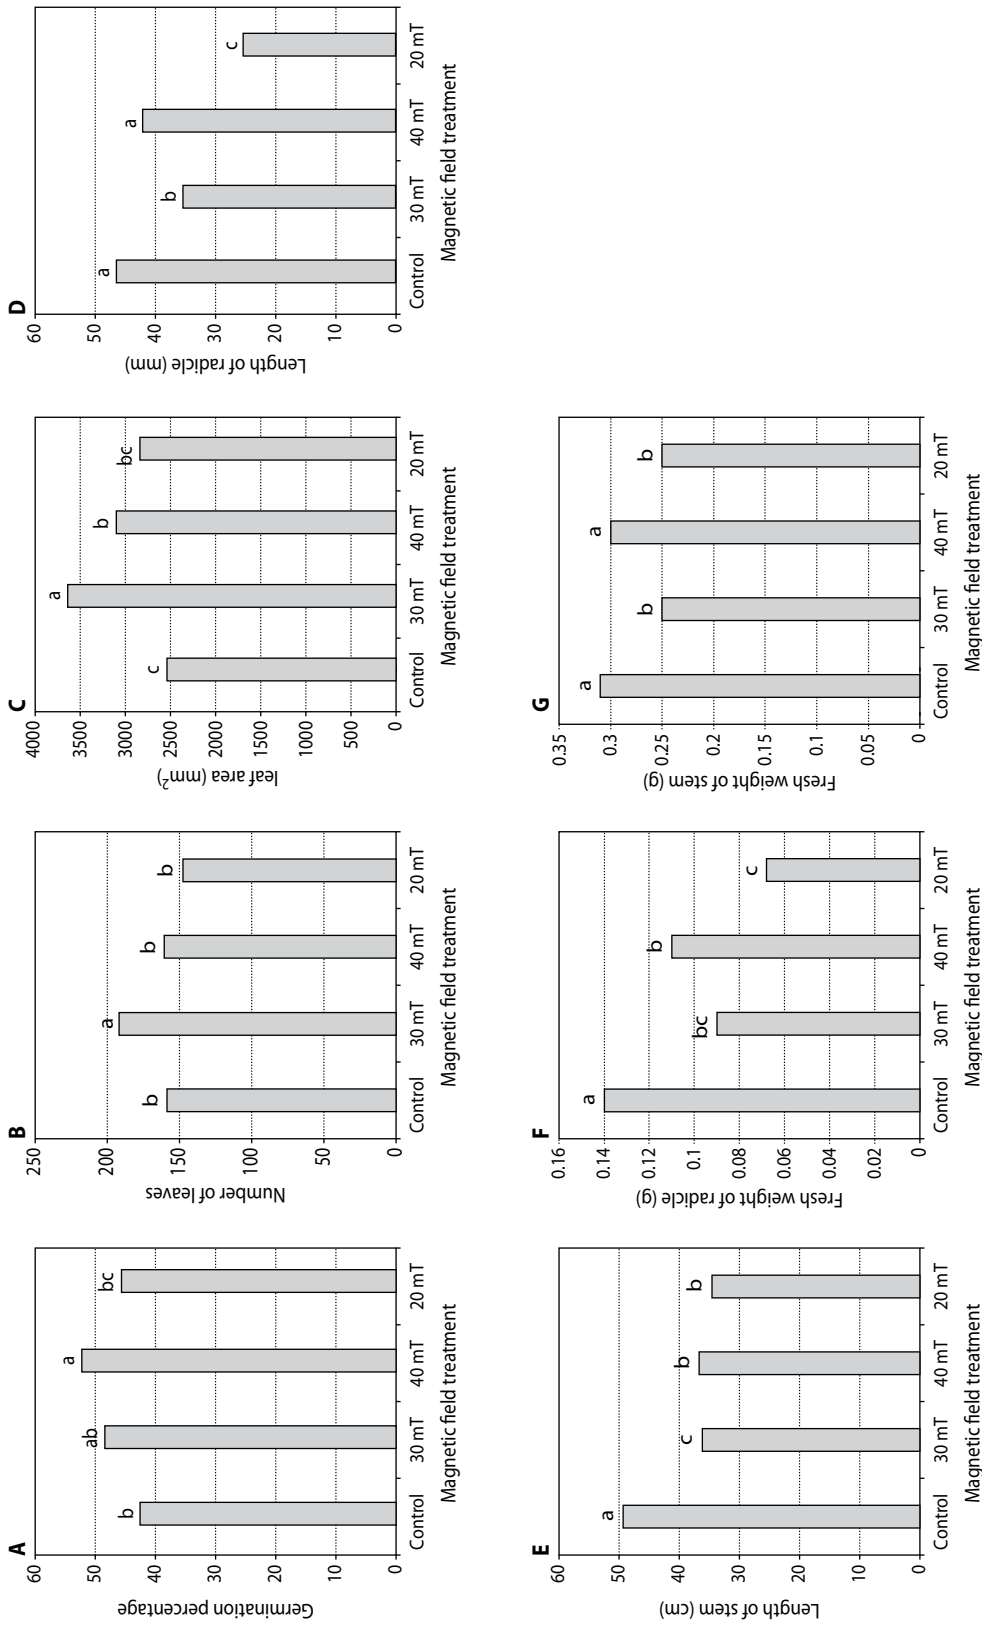 A
Germination percentage
60
50
40
30
20
10
0
b
ab
a
bc
Control
30 mT
40 mT
20 mT
Magnetic field treatment
B
Number of leaves
250
200
150
100
50
0
b
a
b
b
Control
30 mT
40 mT
20 mT
Magnetic field treatment
C
leaf area (mm²)
4000
3500
3000
2500
2000
1500
1000
500
0
c
a
b
bc
Control
30 mT
40 mT
20 mT
Magnetic field treatment
D
Length of radicle (mm)
60
50
40
30
20
10
0
a
b
a
c
Control
30 mT
40 mT
20 mT
Magnetic field treatment
E
Length of stem (cm)
60
50
40
30
20
10
0
a
c
b
b
Control
30 mT
40 mT
20 mT
Magnetic field treatment
F
Fresh weight of radicle (g)
0.16
0.14
0.12
0.1
0.08
0.06
0.04
0.02
0
a
bc
b
c
Control
30 mT
40 mT
20 mT
Magnetic field treatment
G
Fresh weight of stem (g)
0.35
0.3
0.25
0.2
0.15
0.1
0.05
0
a
b
a
b
Control
30 mT
40 mT
20 mT
Magnetic field treatment